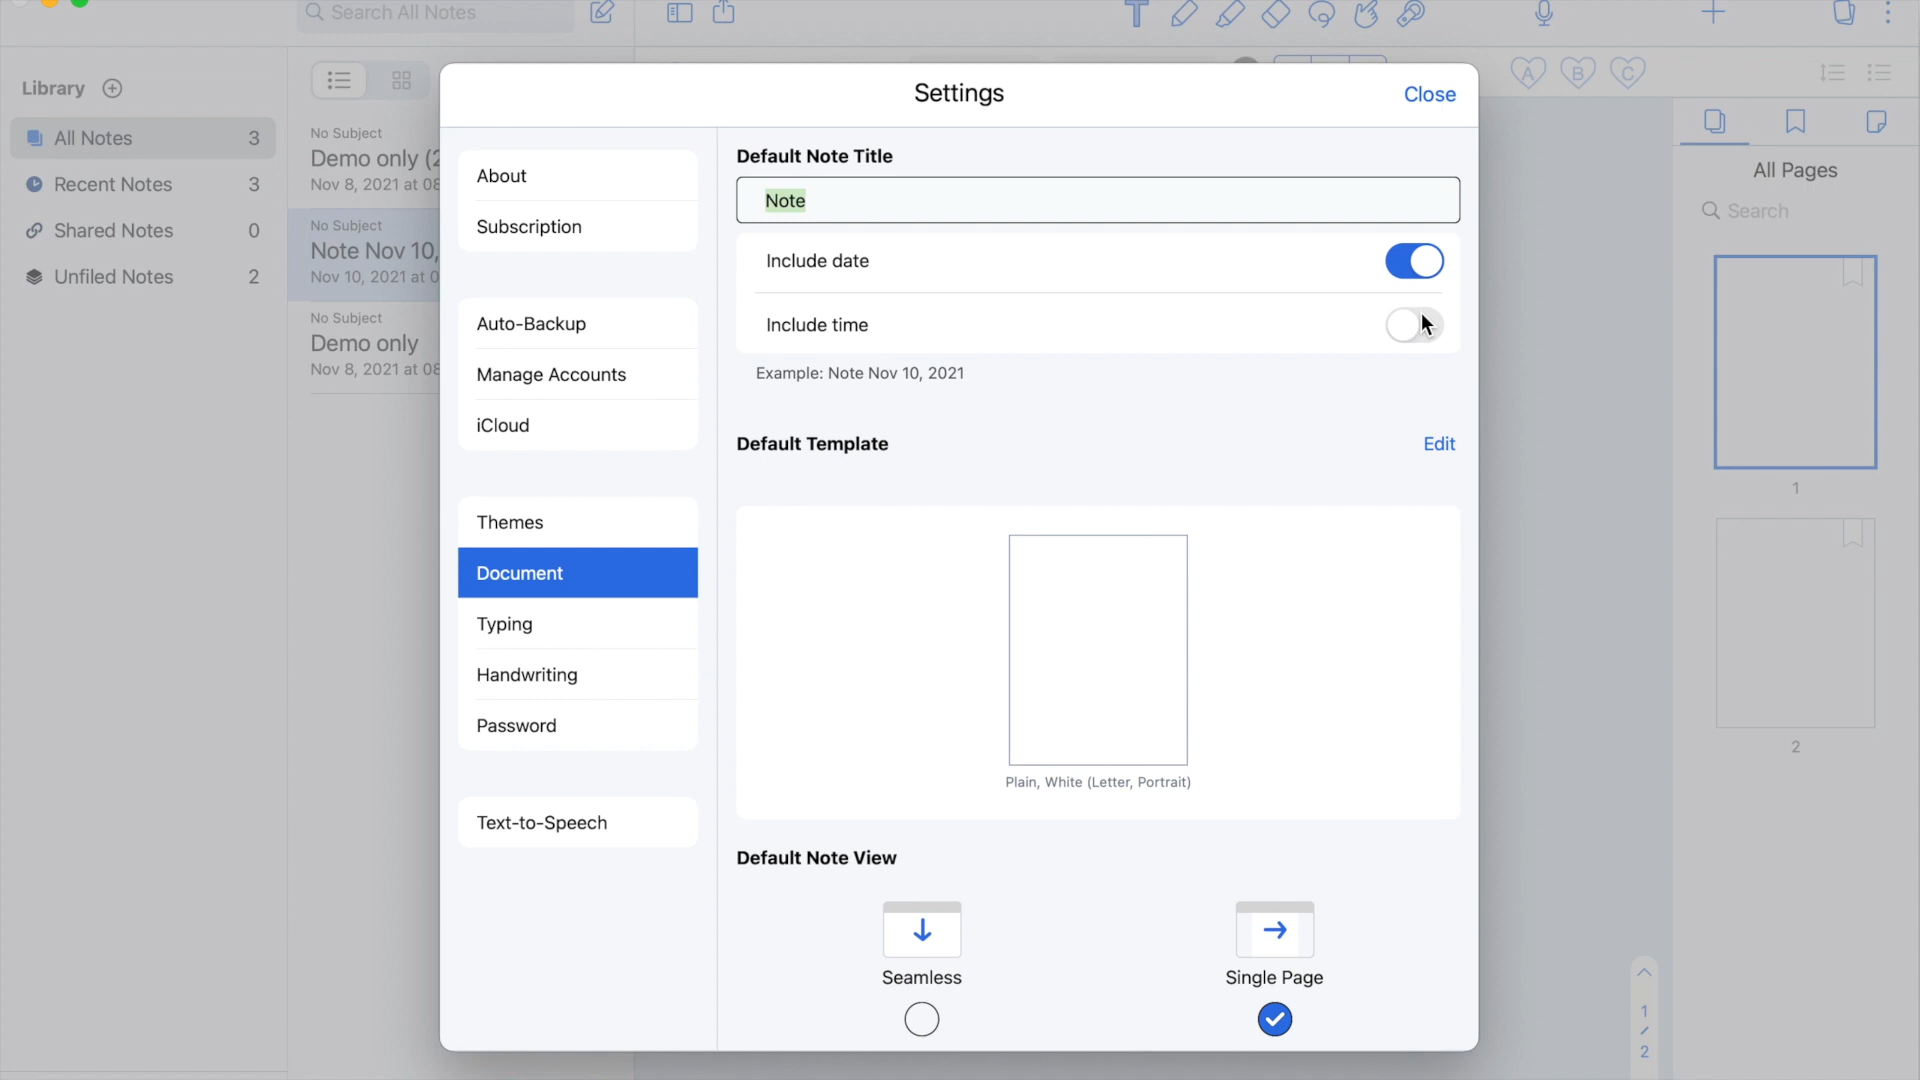 Search All Notes
Library
All Notes 3
Recent Notes 3
Shared Notes 0
Unfiled Notes 2
No Subject
Demo only (2
Nov 8, 2021 at 08
No Subject
Note Nov 10,
Nov 10, 2021 at 0
No Subject
Demo only
Nov 8, 2021 at 08
Settings
Close
About
Subscription
Auto-Backup
Manage Accounts
iCloud
Themes
Document
Typing
Handwriting
Password
Text-to-Speech
Default Note Title
Note
Include date
Include time
Example: Note Nov 10, 2021
Default Template
Edit
Plain, White (Letter, Portrait)
Default Note View
Seamless
Single Page
A B C
All Pages
Search
1
2
1
/
2